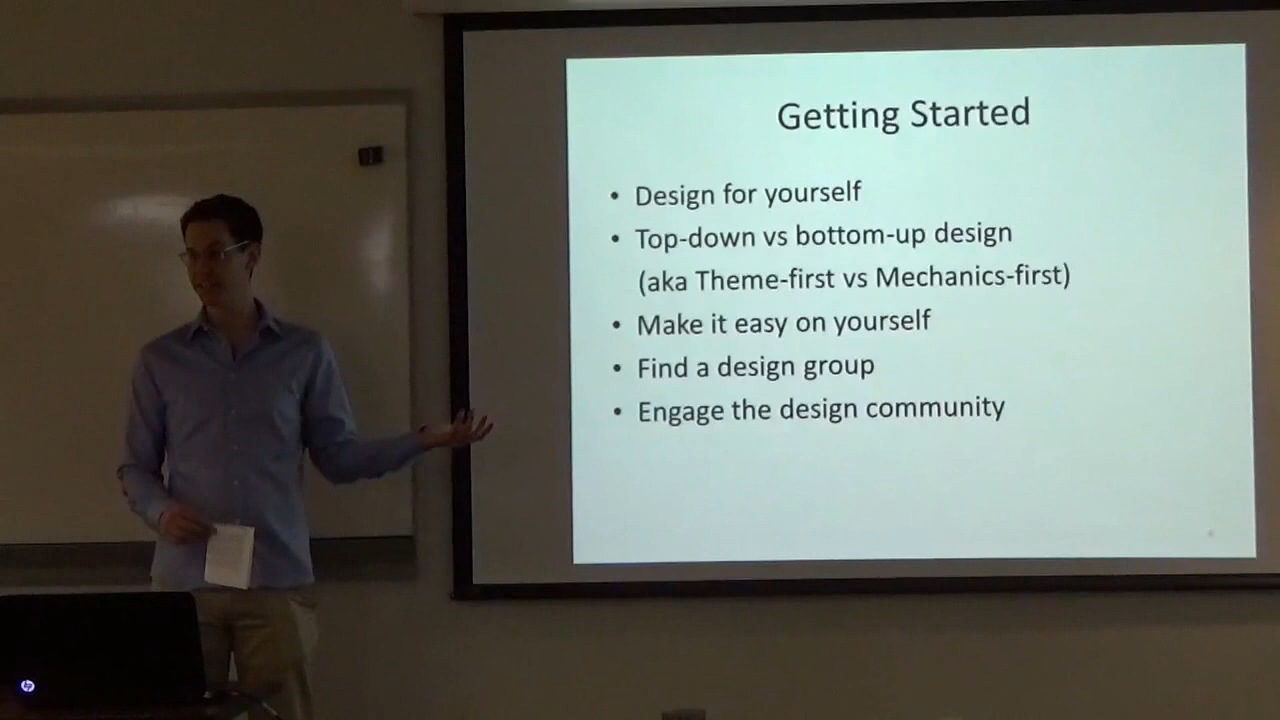 Getting Started
• Design for yourself
• Top-down vs bottom-up design
(aka Theme-first vs Mechanics-first)
• Make it easy on yourself
• Find a design group
• Engage the design community
hp